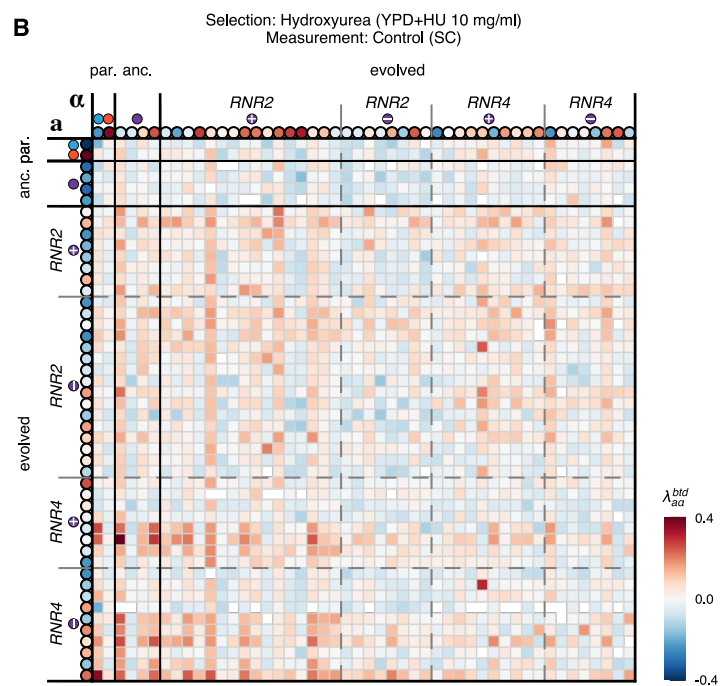 B
Selection: Hydroxyurea (YPD+HU 10 mg/ml)
Measurement: Control (SC)
par. anc. evolved
α
a
RNR2 RNR2 RNR4 RNR4
+ − + −
par.
anc.
evolved
RNR2
+
RNR2
−
RNR4
+
RNR4
−
λ^btd_aα
0.4
0.0
-0.4